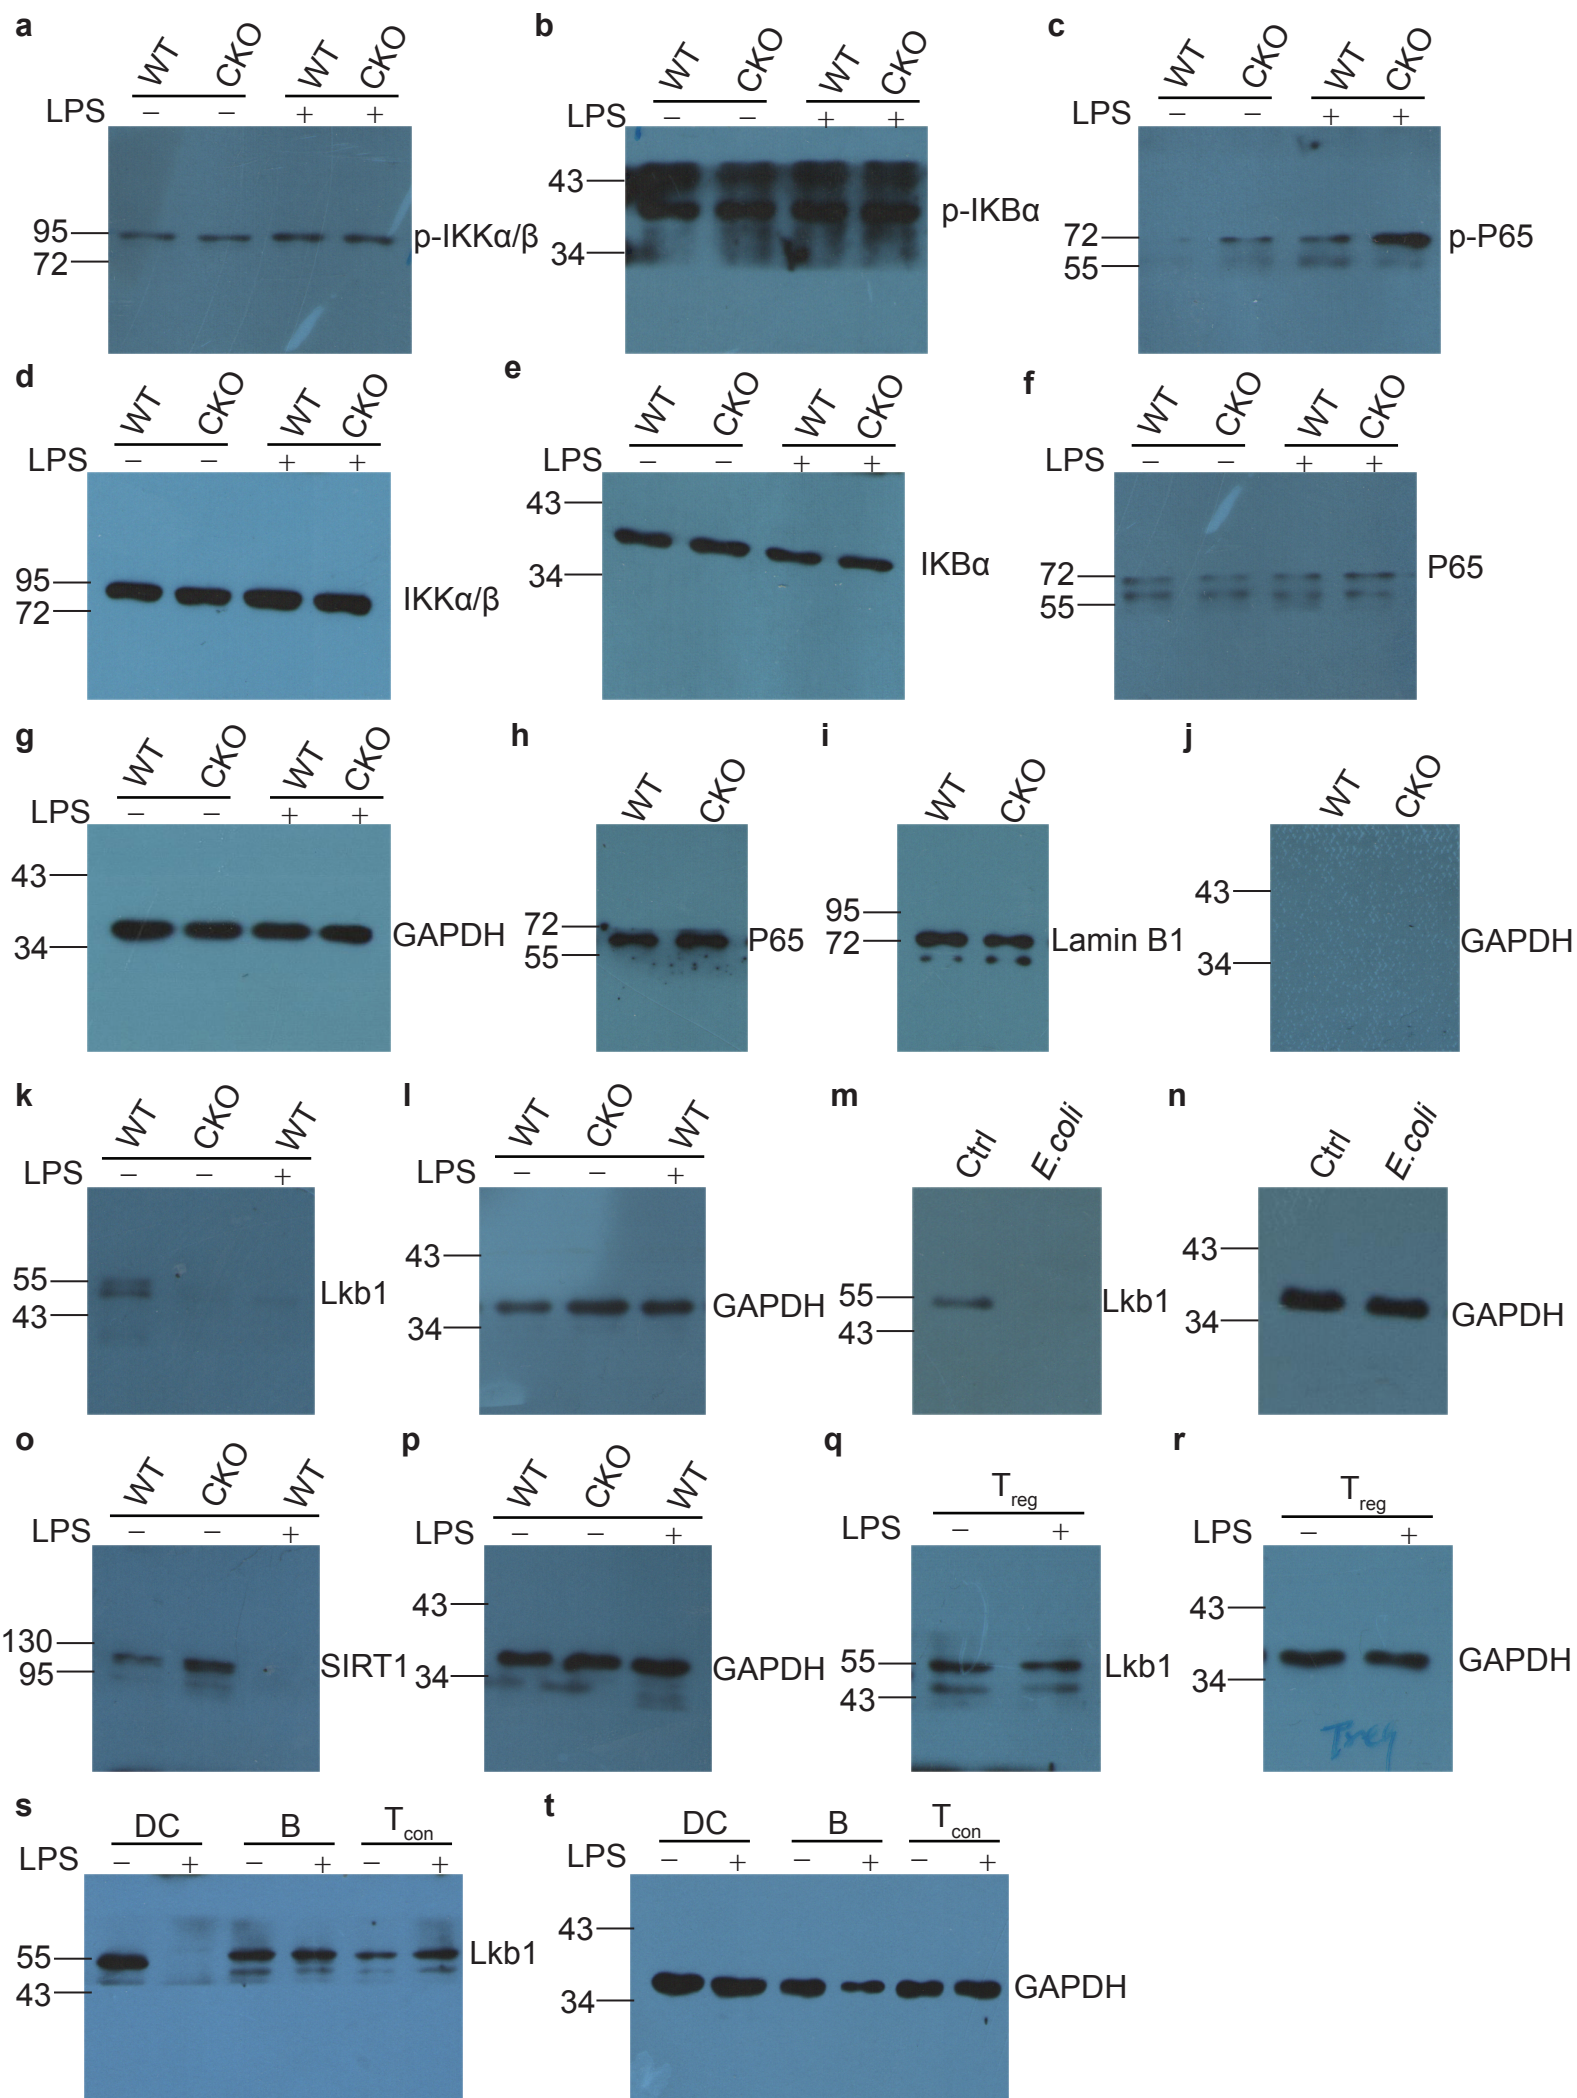 a
WT CKO WT CKO
LPS − − + +
95
72
p-IKKα/β
b
WT CKO WT CKO
LPS − − + +
43
34
p-IKBα
c
WT CKO WT CKO
LPS − − + +
72
55
p-P65
d
WT CKO WT CKO
LPS − − + +
95
72
IKKα/β
e
WT CKO WT CKO
LPS − − + +
43
34
IKBα
f
WT CKO WT CKO
LPS − − + +
72
55
P65
g
WT CKO WT CKO
LPS − − + +
43
34
GAPDH
h
WT CKO
72
55
P65
i
WT CKO
95
72
Lamin B1
j
WT CKO
43
34
GAPDH
k
WT CKO WT
LPS − − +
55
43
Lkb1
l
WT CKO WT
LPS − − +
43
34
GAPDH
m
Ctrl E.coli
55
43
Lkb1
n
Ctrl E.coli
43
34
GAPDH
o
WT CKO WT
LPS − − +
130
95
SIRT1
p
WT CKO WT
LPS − − +
43
34
GAPDH
q
Treg
LPS − +
55
43
Lkb1
r
Treg
LPS − +
43
34
GAPDH
Treg
s
DC B Tcon
LPS − + − + − +
55
43
Lkb1
t
DC B Tcon
LPS − + − + − +
43
34
GAPDH